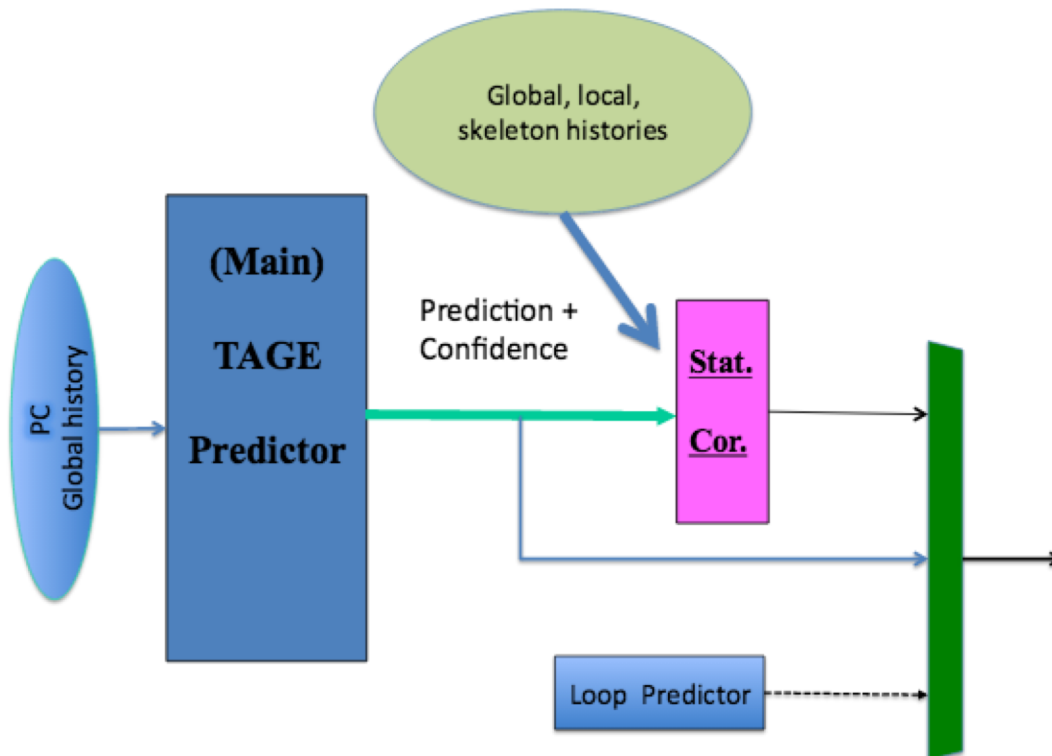 Global, local,
skeleton histories
(Main)
TAGE
Predictor
PC
Global history
Prediction +
Confidence
Stat.
Cor.
Loop Predictor